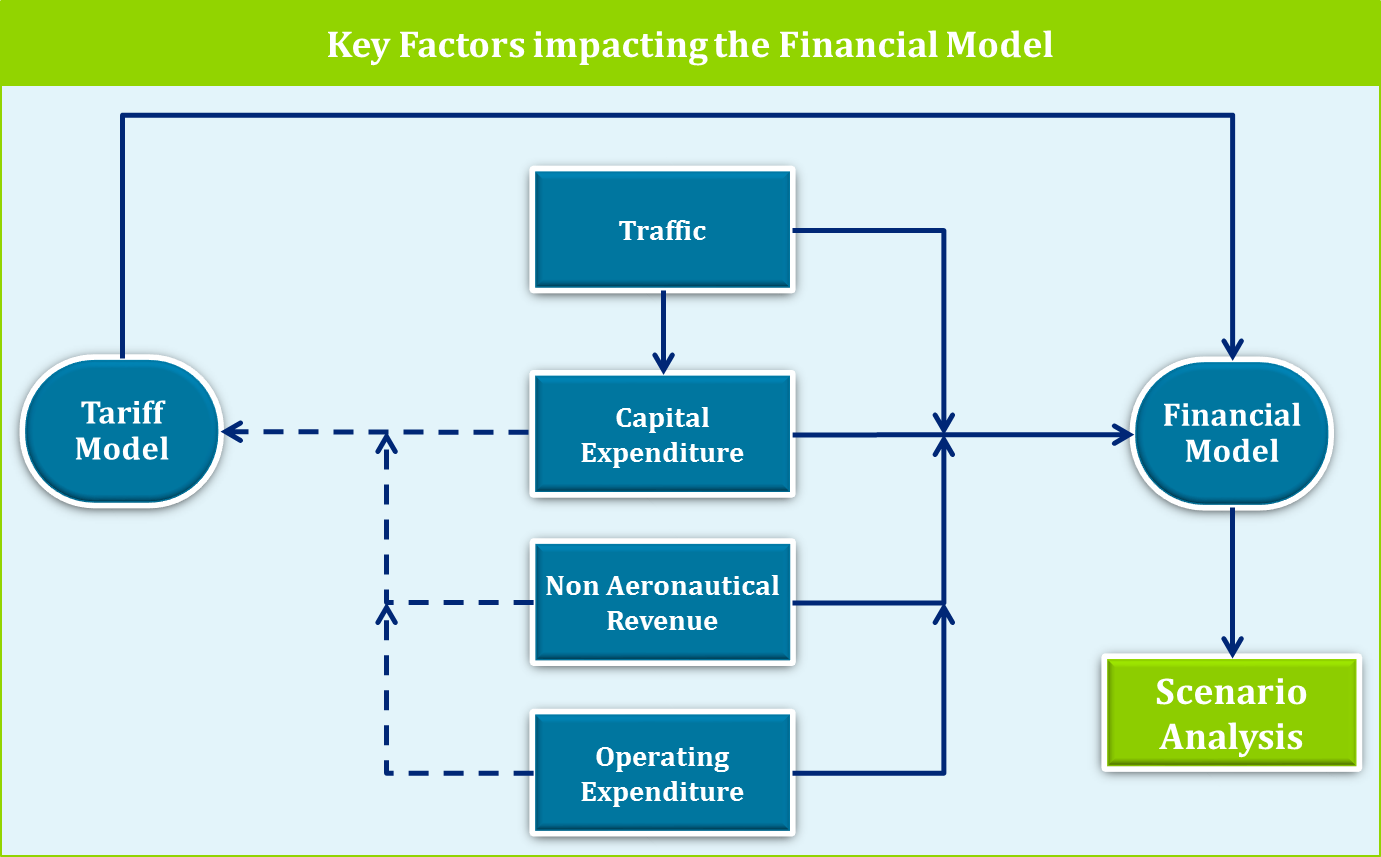 Key Factors impacting the Financial Model
Traffic
Tariff
Model
Capital
Expenditure
Financial
Model
Non Aeronautical
Revenue
Scenario
Analysis
Operating
Expenditure